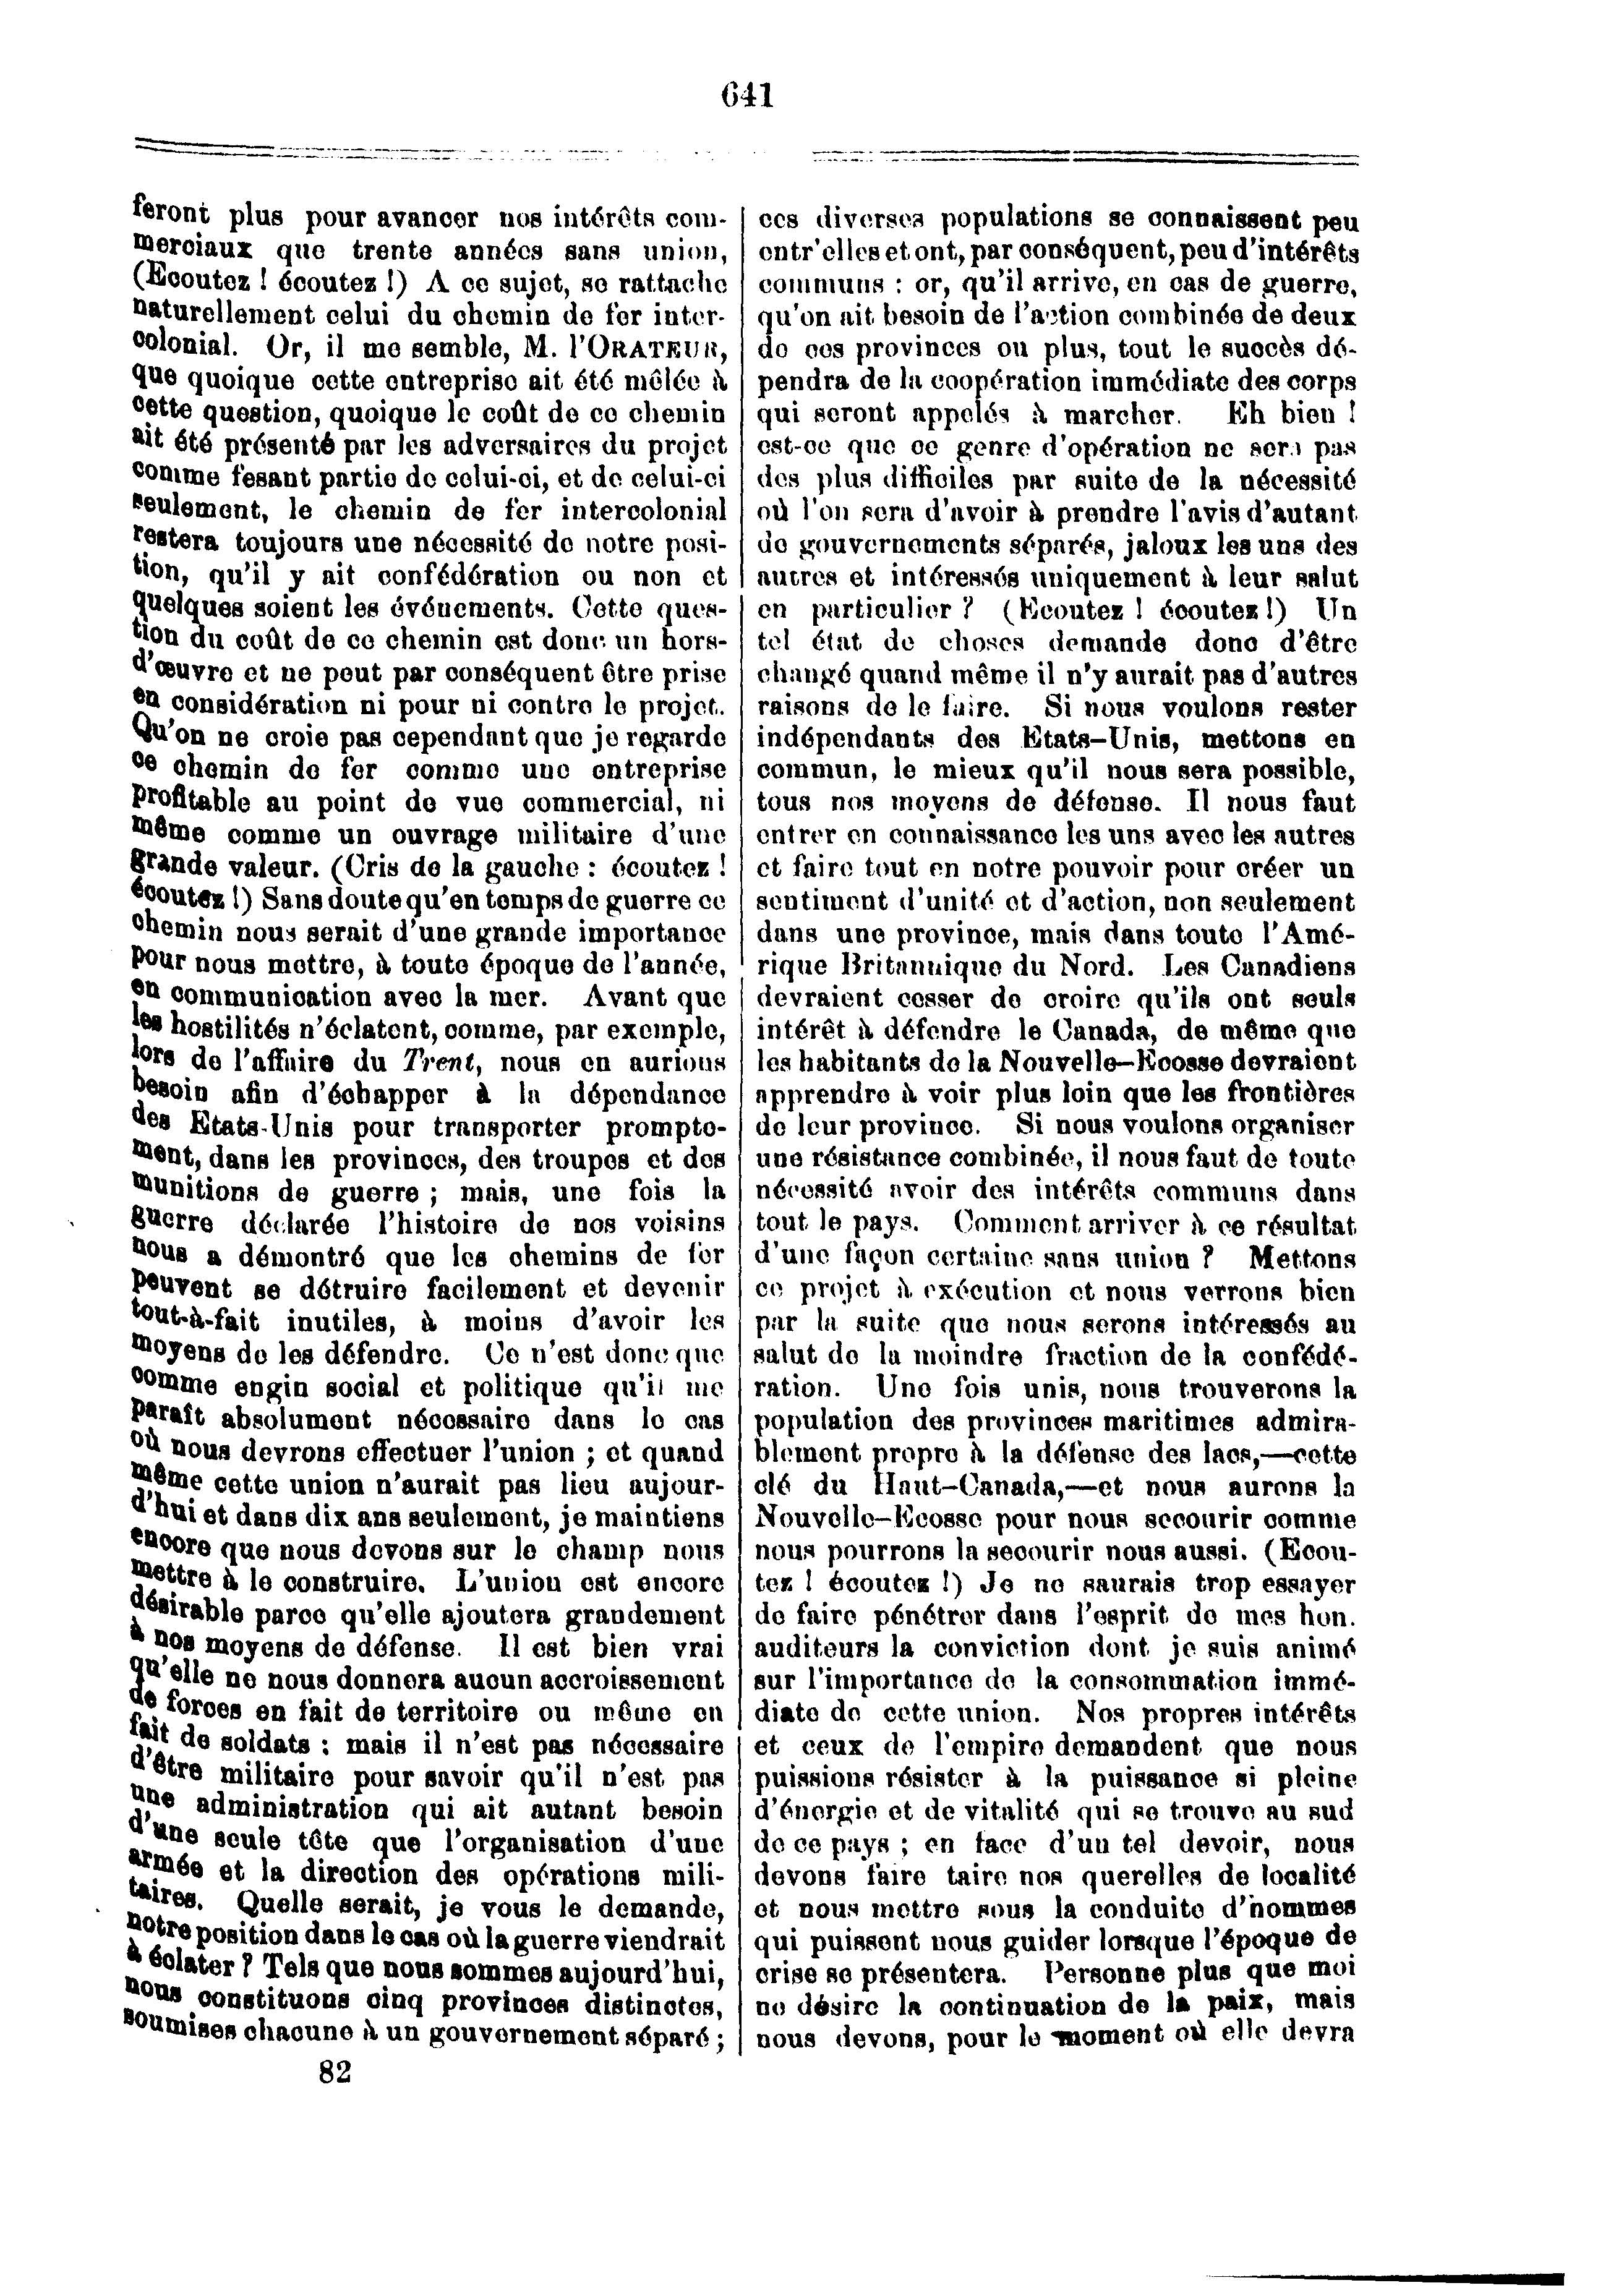 641
feront plus pour avancer nos intérêts com-
merciaux que trente années sans union,
(Ecoutez ! écoutez !) A ce sujet, se rattache
naturellement celui du chemin de fer inter-
colonial. Or, il me semble, M. l'ORATEUR,
que quoique cette entreprise ait été mêlée à
cette question, quoique le coût de ce chemin
ait été présenté par les adversaires du projet
comme fesant partie de celui-ci, et de celui-ci
seulement, le chemin de fer intercolonial
restera toujours une nécessité de notre posi-
tion, qu'il y ait confédération ou non et
quelques soient les événements. Cette ques-
tion du coût de ce chemin est donc un hors-
d'œuvre et ne peut par conséquent être prise
en considération ni pour ni contre le projet.
Qu'on ne croie pas cependant que je regarde
ce chemin de fer comme une entreprise
profitable au point de vue commercial, ni
même comme un ouvrage militaire d'une
grande valeur. (Cris de la gauche : écoutez !
écoutez !) Sans doute qu'en temps de guerre ce
chemin nous serait d'une grande importance
pour nous mettre, à toute époque de l'année,
en communication avec la mer. Avant que
les hostilités n'éclatent, comme, par exemple,
lors de l'affaire du Trent, nous en aurions
besoin afin d'échapper à la dépendance
des Etats-Unis pour transporter prompte-
ment, dans les provinces, des troupes et des
munitions de guerre ; mais, une fois la
guerre déclarée l'histoire de nos voisins
nous a démontré que les chemins de fer
peuvent se détruire facilement et devenir
tout-à-fait inutiles, à moins d'avoir les
moyens de les défendre. Ce n'est donc que
comme engin social et politique qu'il me
paraît absolument nécessaire dans le cas
où nous devrons effectuer l'union ; et quand
même cette union n'aurait pas lieu aujour-
d'hui et dans dix ans seulement, je maintiens
encore que nous devons sur le champ nous
mettre à le construire. L'union est encore
désirable parce qu'elle ajoutera grandement
à nos moyens de défense. Il est bien vrai
qu'elle ne nous donnera aucun accroissement
de forces en fait de territoire ou même en
fait de soldats : mais il n'est pas nécessaire
d'être militaire pour savoir qu'il n'est pas
une administration qui ait autant besoin
d'une seule tête que l'organisation d'une
armée et la direction des opérations mili-
taires. Quelle serait, je vous le demande,
notre position dans le cas où la guerre viendrait
à éclater ? Tels que nous sommes aujourd'hui,
nous constituons cinq provinces distinctes,
soumises chacune à un gouvernement séparé ;
82
ces diverses populations se connaissent peu
entr'elles et ont, par conséquent, peu d'intérêts
communs : or, qu'il arrive, en cas de guerre,
qu'on ait besoin de l'action combinée de deux
de ces provinces ou plus, tout le succès dé-
pendra de la coopération immédiate des corps
qui seront appelés à marcher. Eh bien !
est-ce que ce genre d'opération ne sera pas
des plus difficiles par suite de la nécessité
où l'on sera d'avoir à prendre l'avis d'autant
de gouvernements séparés, jaloux les uns des
autres et intéressés uniquement à leur salut
en particulier ? (Ecoutez ! écoutez !) Un
tel état de choses demande donc d'être
changé quand même il n'y aurait pas d'autres
raisons de le faire. Si nous voulons rester
indépendants des Etats-Unis, mettons en
commun, le mieux qu'il nous sera possible,
tous nos moyens de défense. Il nous faut
entrer en connaissance les uns avec les autres
et faire tout en notre pouvoir pour créer un
sentiment d'unité et d'action, non seulement
dans une province, mais dans toute l'Amé-
rique Britannique du Nord. Les Canadiens
devraient cesser de croire qu'ils ont seuls
intérêt à défendre le Canada, de même que
les habitants de la Nouvelle-Ecosse devraient
apprendre à voir plus loin que les frontières
de leur province. Si nous voulons organiser
une résistance combinée, il nous faut de toute
nécessité avoir des intérêts communs dans
tout le pays. Comment arriver à ce résultat
d'une façon certaine sans union ? Mettons
ce projet à exécution et nous verrons bien
par la suite que nous serons intéressés au
salut de la moindre fraction de la confédé-
ration. Une fois unis, nous trouverons la
population des provinces maritimes admira-
blement propre à la défense des lacs,—cette
clé du Haut-Canada,—et nous aurons la
Nouvelle-Ecosse pour nous secourir comme
nous pourrons la secourir nous aussi. (Ecou-
tez ! écoutez !) Je ne saurais trop essayer
de faire pénétrer dans l'esprit de mes hon.
auditeurs la conviction dont je suis animé
sur l'importance de la consommation immé-
diate de cette union. Nos propres intérêts
et ceux de l'empire demandent que nous
puissions résister à la puissance si pleine
d'énergie et de vitalité qui se trouve au sud
de ce pays ; en face d'un tel devoir, nous
devons faire taire nos querelles de localité
et nous mettre sous la conduite d'hommes
qui puissent nous guider lorsque l'époque de
crise se présentera. Personne plus que moi
ne désire la continuation de la paix, mais
nous devons, pour le moment où elle devra